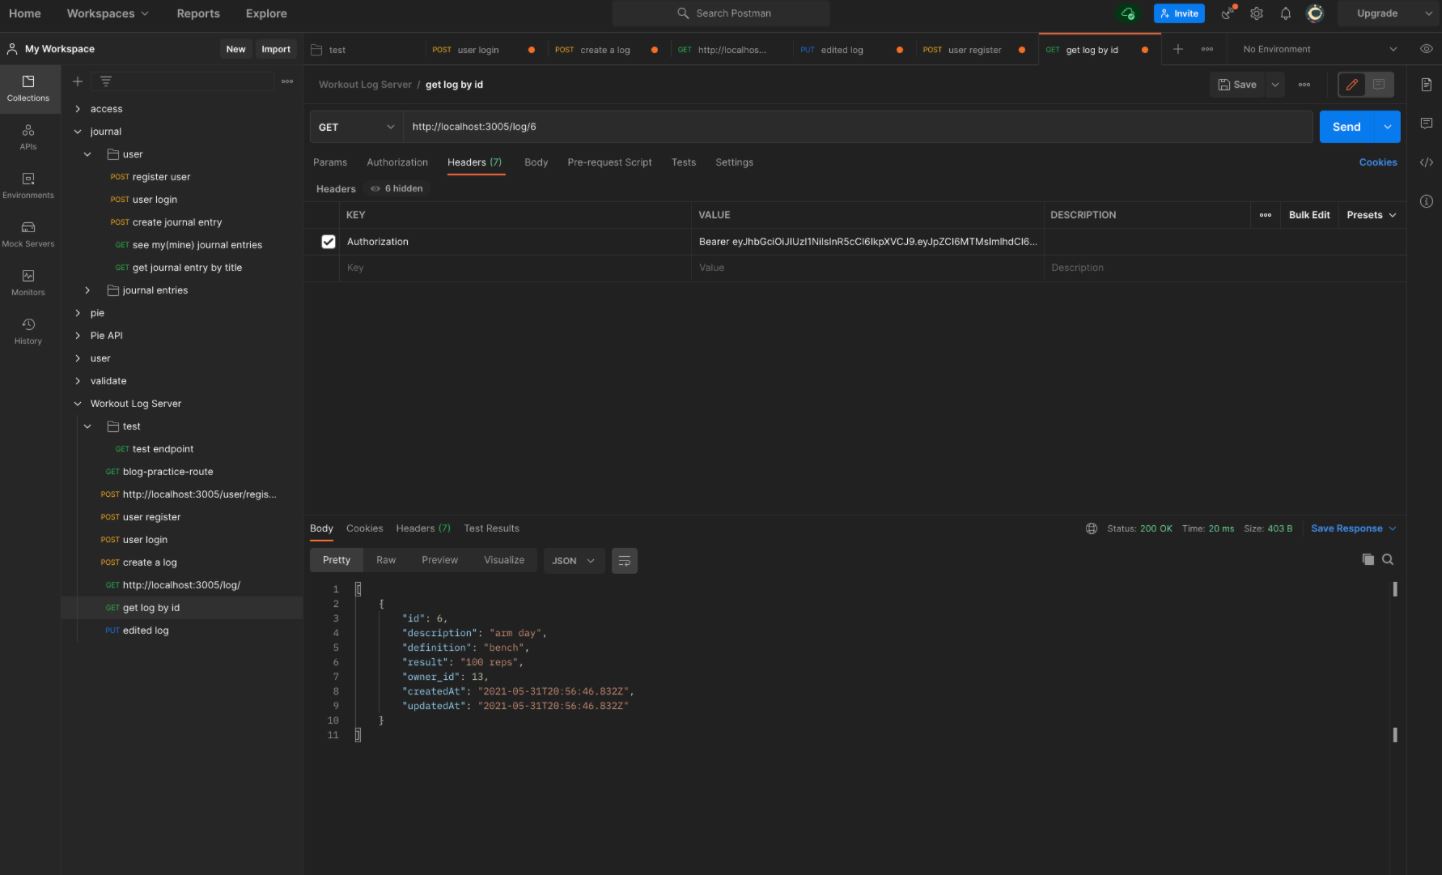 Home Workspaces Reports Explore Search Postman Invite Upgrade
My Workspace New Import
test POST user login POST create a log GET http://localhos... PUT edited log POST user register GET get log by id No Environment
Collections
APIs
Environments
Mock Servers
Monitors
History
access
journal
user
POST register user
POST user login
POST create journal entry
GET see my(mine) journal entries
GET get journal entry by title
journal entries
pie
Pie API
user
validate
Workout Log Server
test
GET test endpoint
GET blog-practice-route
POST http://localhost:3005/user/regis...
POST user register
POST user login
POST create a log
GET http://localhost:3005/log/
GET get log by id
PUT edited log
Workout Log Server / get log by id Save
GET http://localhost:3005/log/6 Send
Params Authorization Headers (7) Body Pre-request Script Tests Settings Cookies
Headers 6 hidden
KEY VALUE DESCRIPTION Bulk Edit Presets
Authorization Bearer
Key Value Description
Body Cookies Headers (7) Test Results Status: 200 OK Time: 20 ms Size: 403 B Save Response
Pretty Raw Preview Visualize JSON
1 [
2 {
3 "id": 6,
4 "description": "arm day",
5 "definition": "bench",
6 "result": "100 reps",
7 "owner_id": 13,
8 "createdAt": "2021-05-31T20:56:46.832Z",
9 "updatedAt": "2021-05-31T20:56:46.832Z"
10 }
11 ]